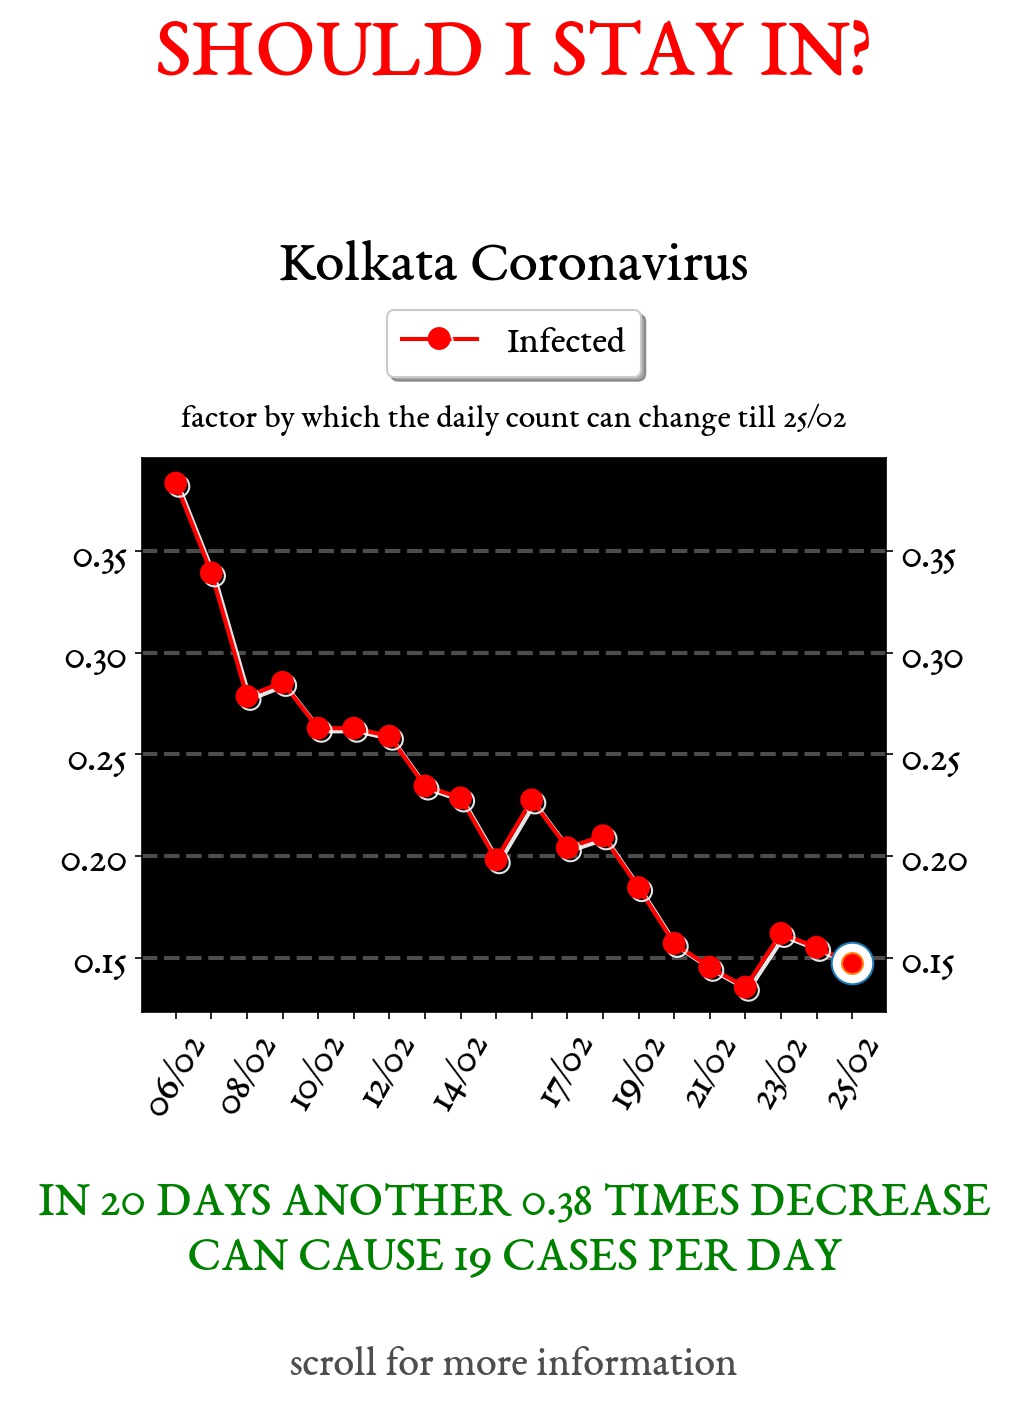 SHOULD I STAY IN?
Kolkata Coronavirus
Infected
factor by which the daily count can change till 25/02
0.35 0.35
0.30 0.30
0.25 0.25
0.20 0.20
0.15 0.15
06/02 08/02 10/02 12/02 14/02 17/02 19/02 21/02 23/02 25/02
IN 20 DAYS ANOTHER 0.38 TIMES DECREASE
CAN CAUSE 19 CASES PER DAY
scroll for more information